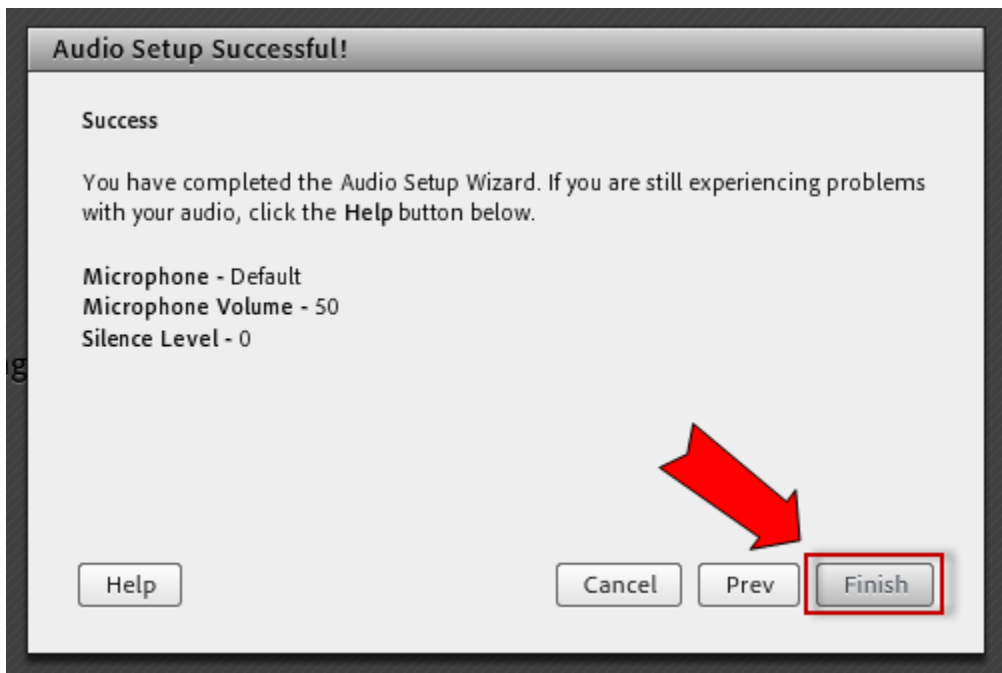 Audio Setup Successful!
Success
You have completed the Audio Setup Wizard. If you are still experiencing problems
with your audio, click the Help button below.
Microphone - Default
Microphone Volume - 50
Silence Level - 0
Help
Cancel
Prev
Finish